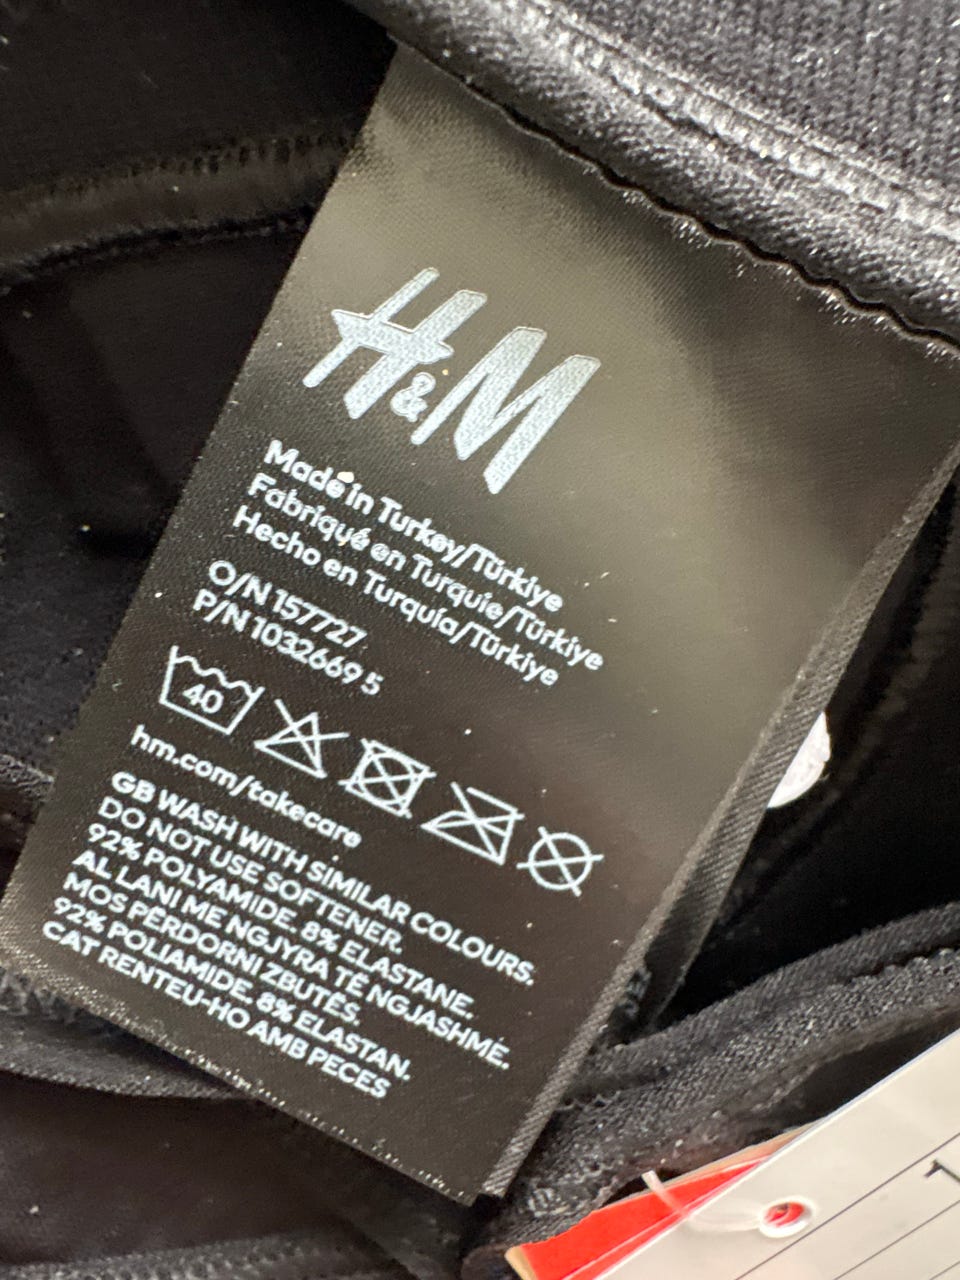 H&M
Made in Turkey/Türkiye
Fabriqué en Turquie/Türkiye
Hecho en Turquía/Türkiye
O/N 157727
P/N 1032669 5
40
hm.com/takecare
GB WASH WITH SIMILAR COLOURS.
DO NOT USE SOFTENER.
92% POLYAMIDE. 8% ELASTANE.
AL LANI ME NGJYRA TË NGJASHME.
MOS PËRDORNI ZBUTËS.
92% POLIAMIDE. 8% ELASTAN.
CAT RENTEU-HO AMB PECES
1